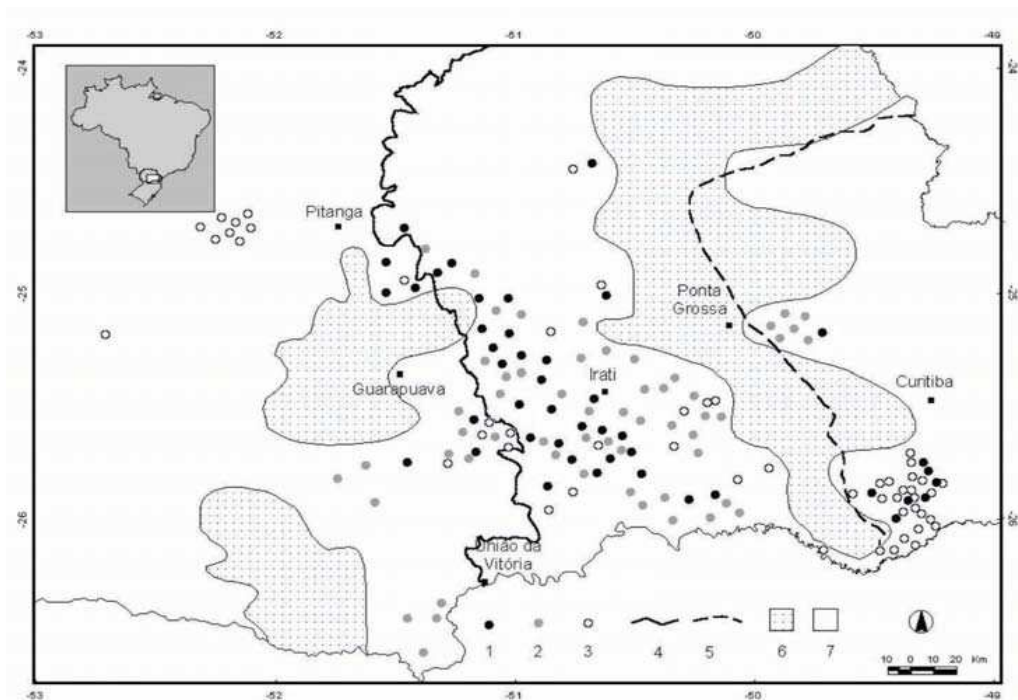 -53 -52 -51 -50 -49
-24 -24
Pitanga
-25 -25
Ponta
Grossa
Guarapuava
Irati
Curitiba
-26 -26
União da
Vitória
1 2 3 4 5 6 7
10 0 10 20 Km
-53 -52 -51 -50 -49